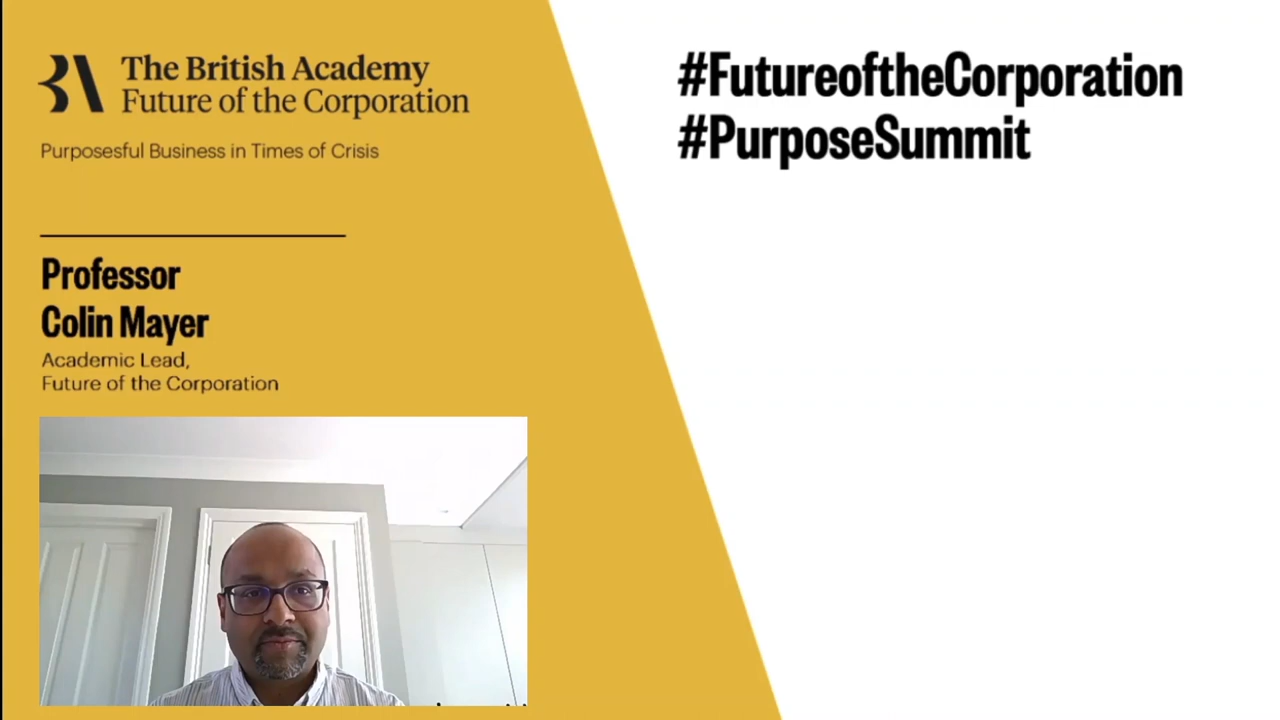 The British Academy
Future of the Corporation
Purposesful Business in Times of Crisis
Professor
Colin Mayer
Academic Lead,
Future of the Corporation
#FutureoftheCorporation
#PurposeSummit